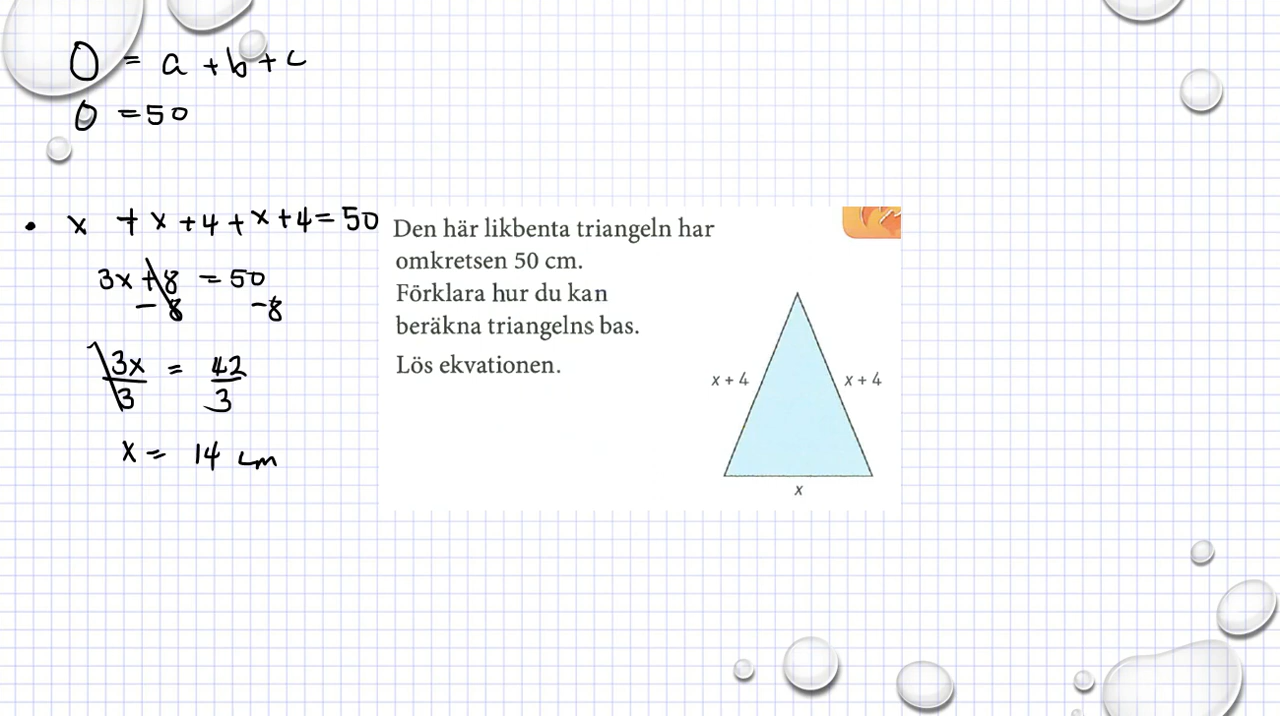 O = a + b + c
O = 50
• x + x + 4 + x + 4 = 50
3x + 8 = 50
- 8 -8
3x = 42
3 3
x = 14 cm
Den här likbenta triangeln har
omkretsen 50 cm.
Förklara hur du kan
beräkna triangelns bas.
Lös ekvationen.
x + 4 x + 4
x